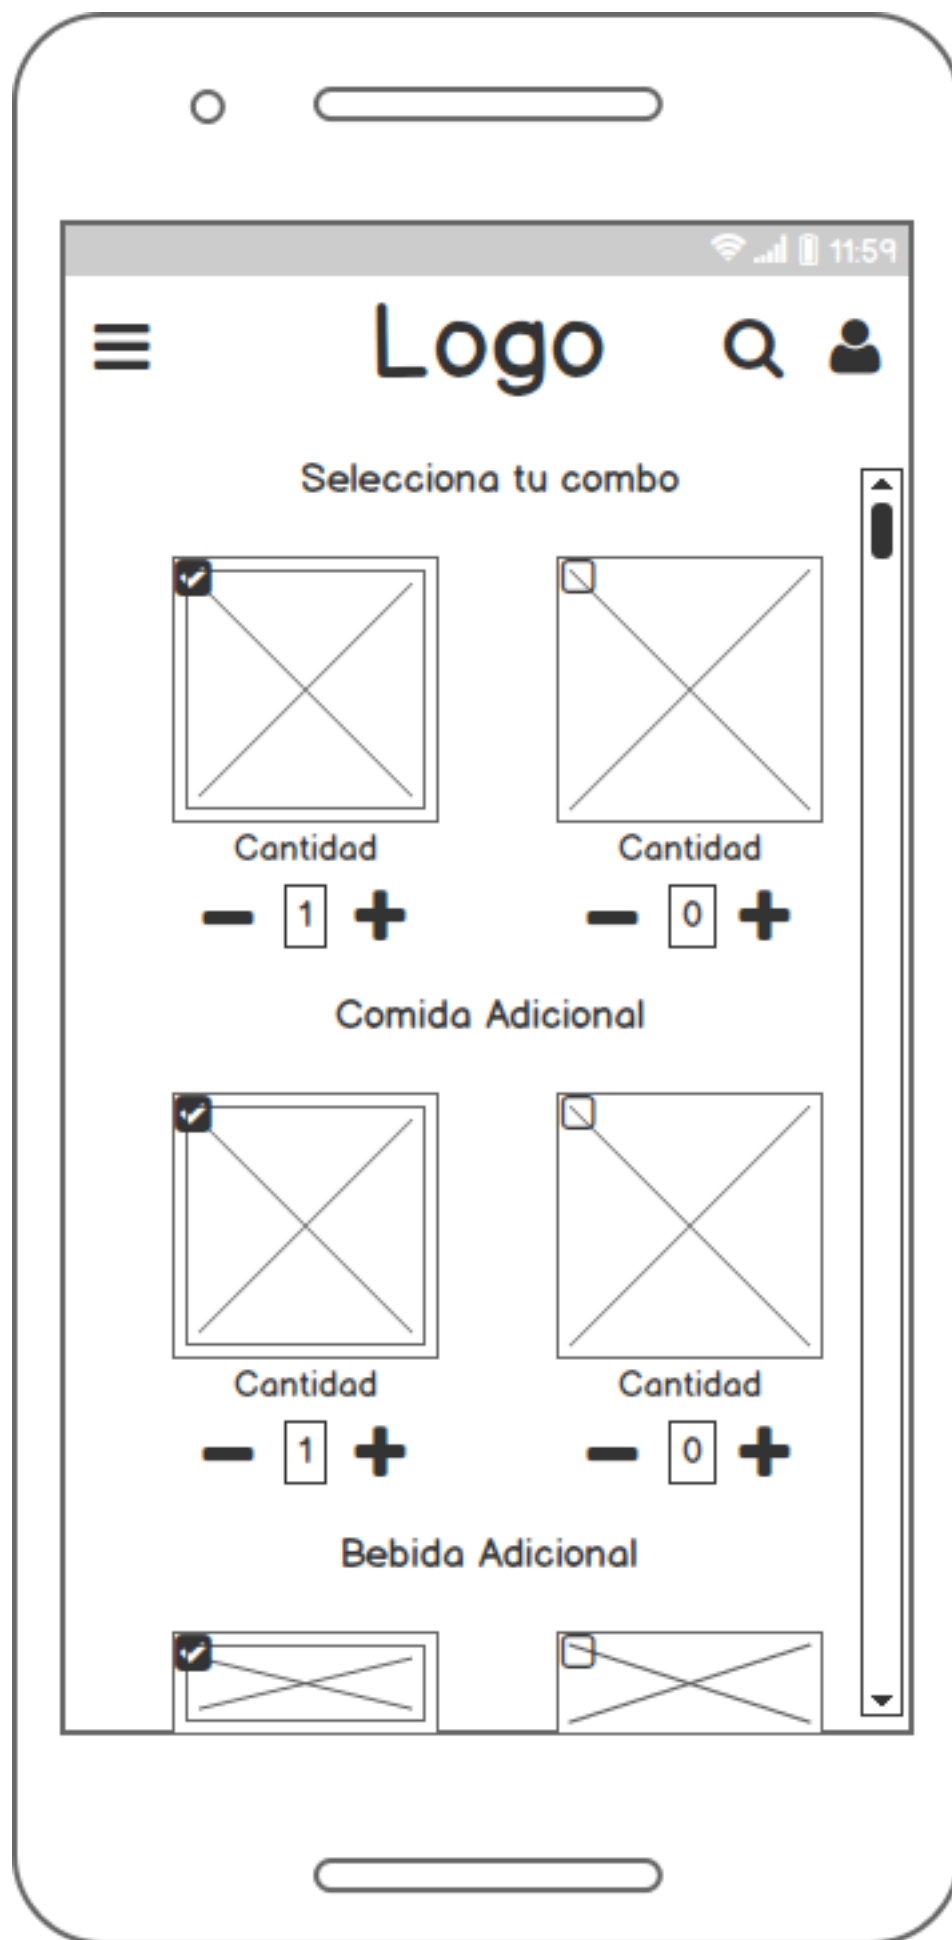 11:59
Logo
Selecciona tu combo
Cantidad Cantidad
1 0
Comida Adicional
Cantidad Cantidad
1 0
Bebida Adicional